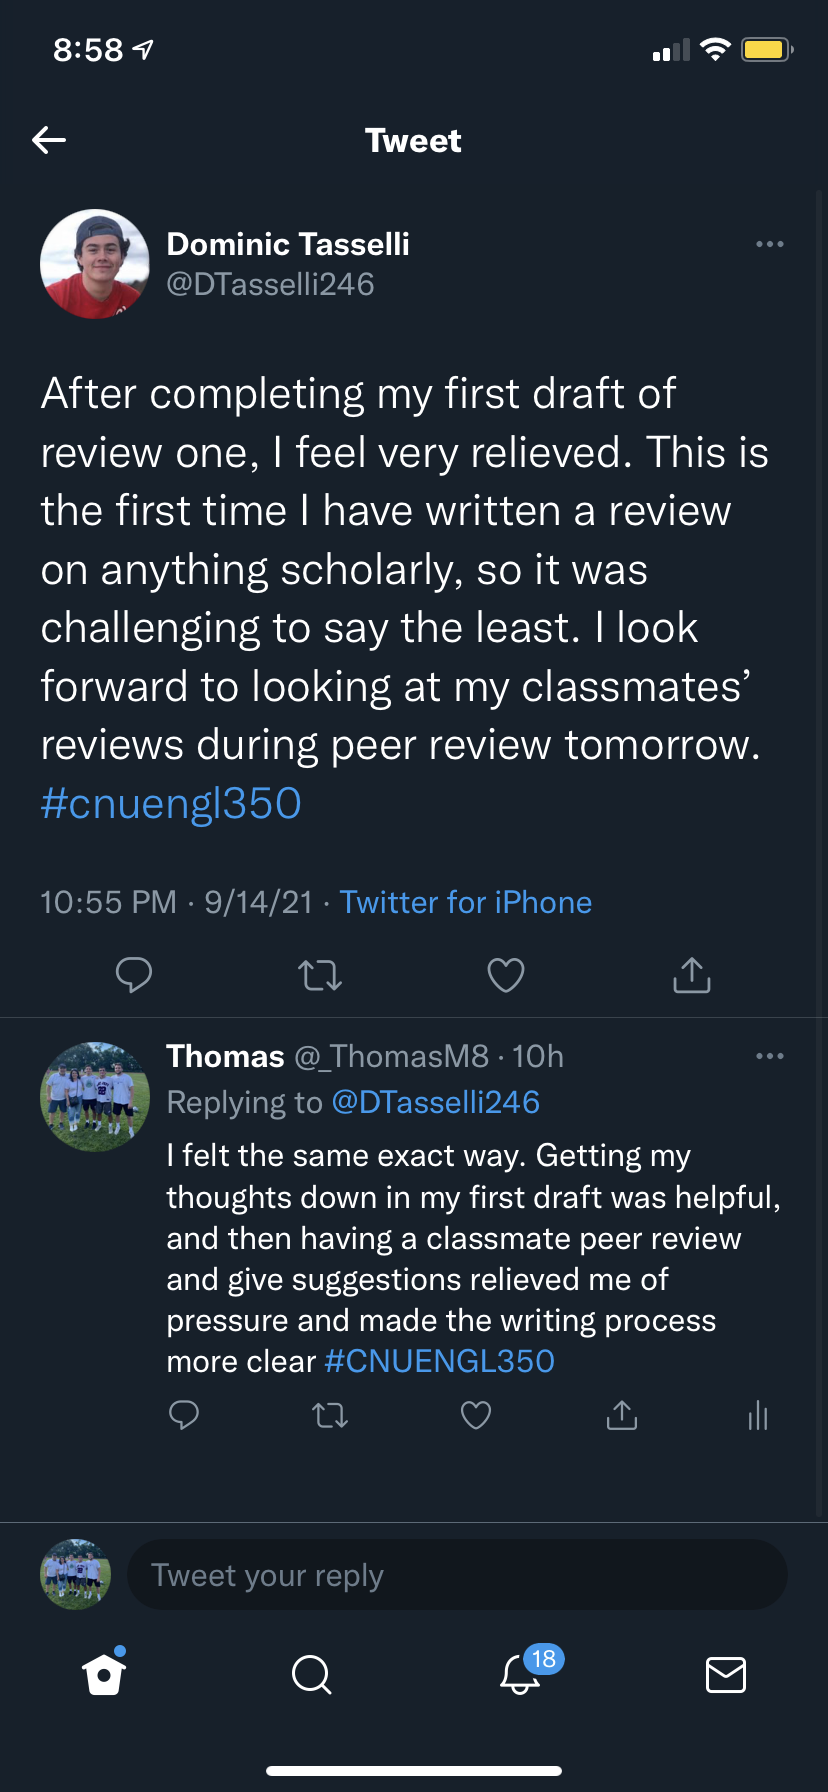 8:58
Tweet
Dominic Tasselli
@DTasselli246
After completing my first draft of
review one, I feel very relieved. This is
the first time I have written a review
on anything scholarly, so it was
challenging to say the least. I look
forward to looking at my classmates’
reviews during peer review tomorrow.
#cnuengl350
10:55 PM · 9/14/21 · Twitter for iPhone
Thomas @_ThomasM8 · 10h
Replying to @DTasselli246
I felt the same exact way. Getting my
thoughts down in my first draft was helpful,
and then having a classmate peer review
and give suggestions relieved me of
pressure and made the writing process
more clear #CNUENGL350
Tweet your reply
18